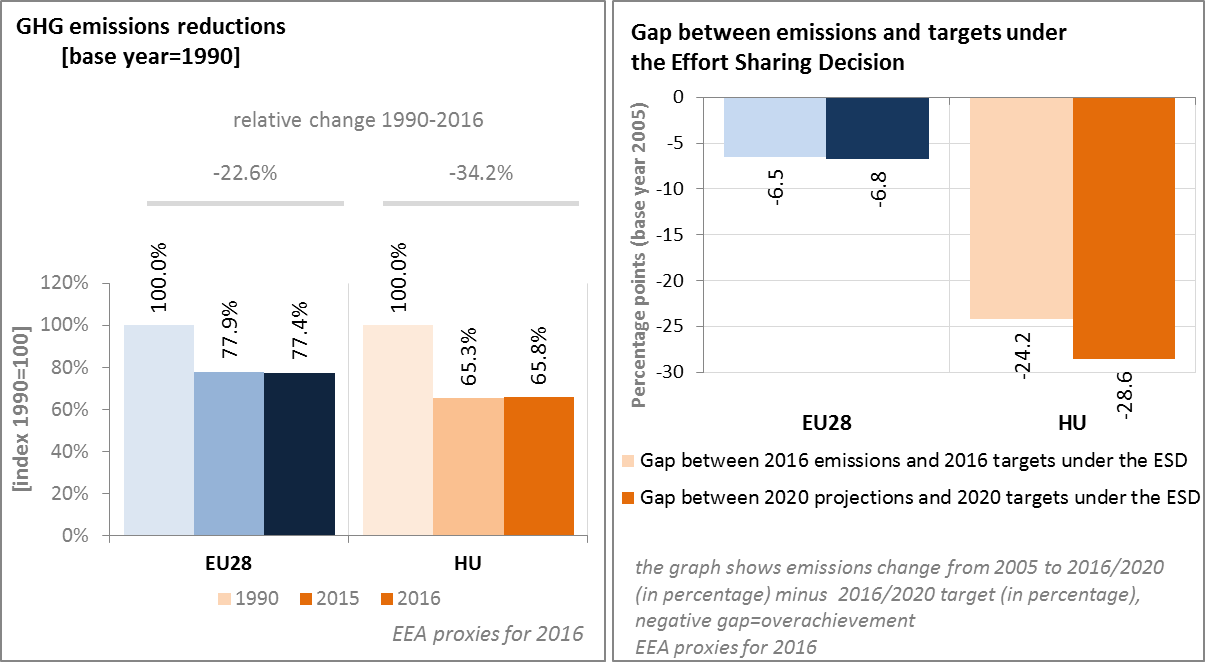 GHG emissions reductions
[base year=1990]
relative change 1990-2016
-22.6%
-34.2%
[index 1990=100]
120%
100%
80%
60%
40%
20%
0%
100.0%
77.9%
77.4%
100.0%
65.3%
65.8%
EU28
HU
1990
2015
2016
EEA proxies for 2016
Gap between emissions and targets under
the Effort Sharing Decision
Percentage points (base year 2005)
0
-5
-10
-15
-20
-25
-30
-6.5
-6.8
-24.2
-28.6
EU28
HU
Gap between 2016 emissions and 2016 targets under the ESD
Gap between 2020 projections and 2020 targets under the ESD
the graph shows emissions change from 2005 to 2016/2020
(in percentage) minus 2016/2020 target (in percentage),
negative gap=overachievement
EEA proxies for 2016